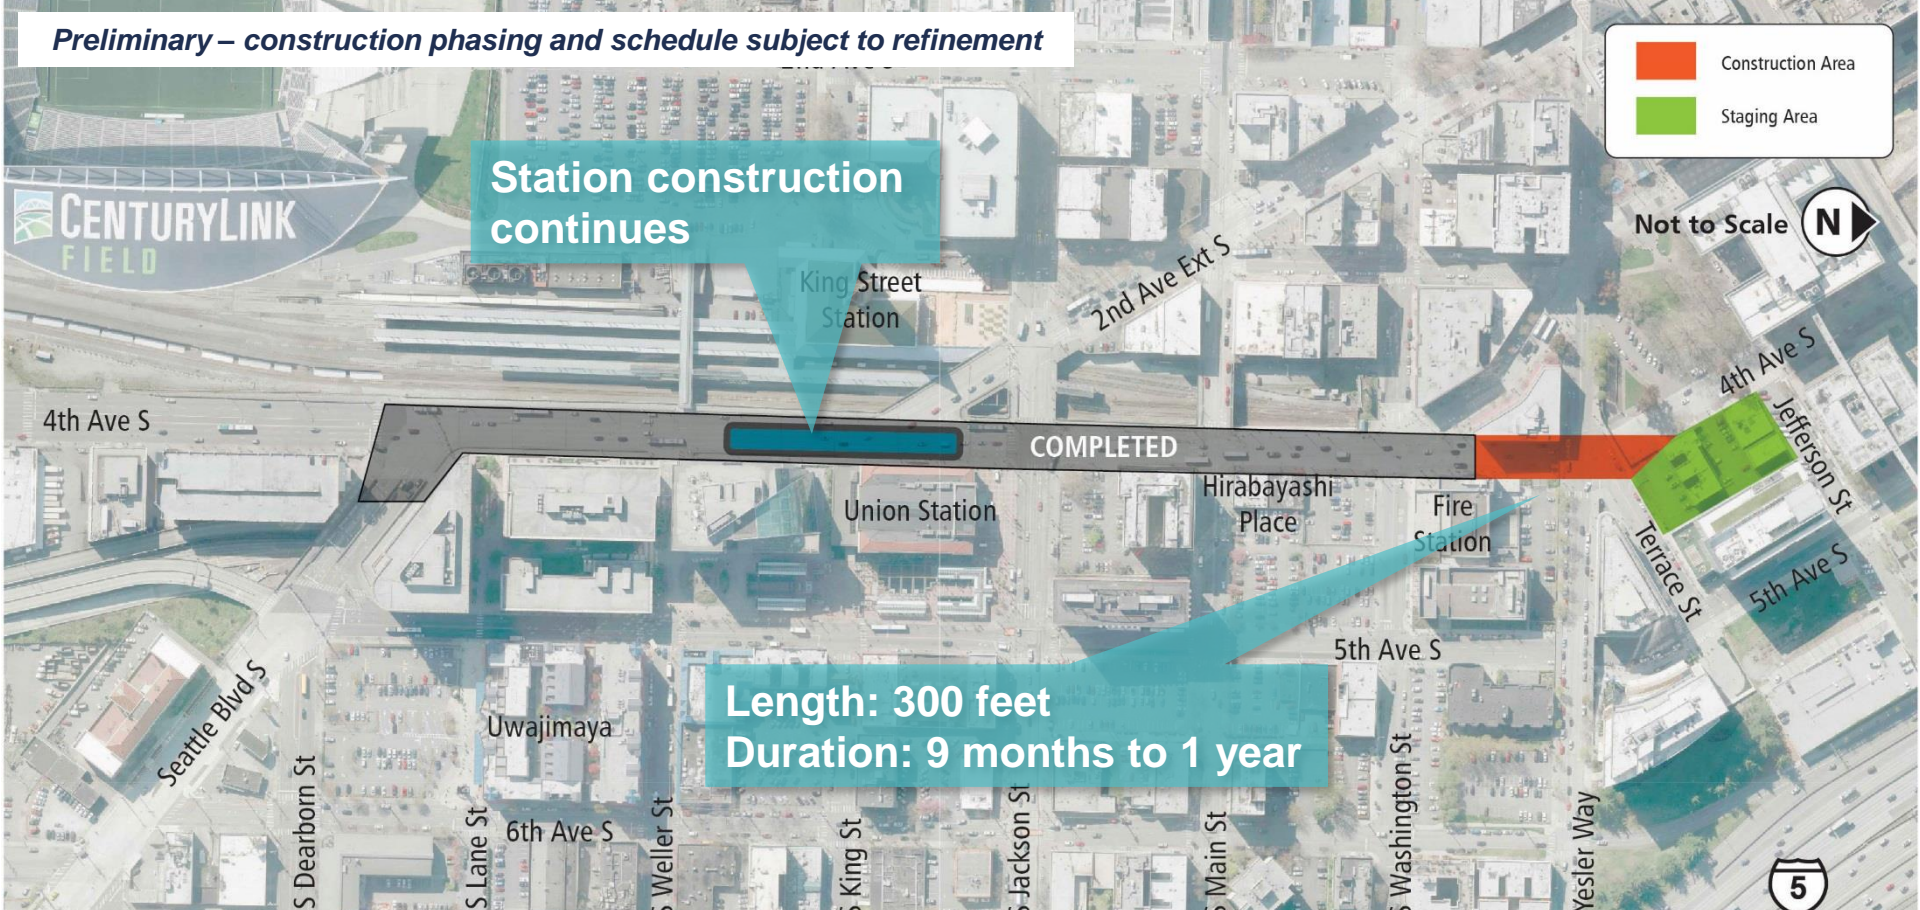 Preliminary – construction phasing and schedule subject to refinement
Construction Area
Staging Area
Not to Scale
N
Station construction
continues
CENTURYLINK
FIELD
King Street
Station
2nd Ave Ext S
4th Ave S
4th Ave S
Jefferson St
COMPLETED
Union Station
Hirabayashi
Place
Fire
Station
Terrace St
5th Ave S
5th Ave S
Length: 300 feet
Duration: 9 months to 1 year
Seattle Blvd S
Uwajimaya
6th Ave S
S Dearborn St
S Lane St
S Weller St
S King St
S Jackson St
S Main St
S Washington St
Yesler Way
5